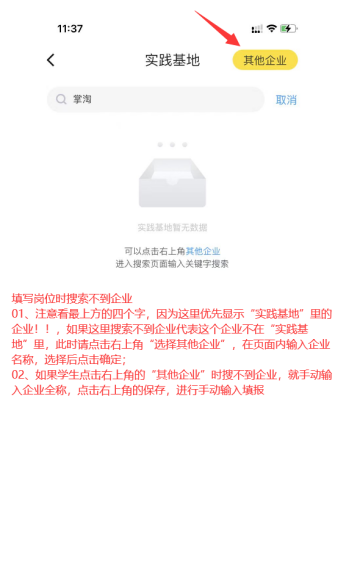 11:37
实践基地
其他企业
掌淘
取消
实践基地暂无数据
可以点击右上角其他企业
进入搜索页面输入关键字搜索
填写岗位时搜索不到企业
01、注意看最上方的四个字，因为这里优先显示“实践基地”里的
企业！！，如果这里搜索不到企业代表这个企业不在“实践基
地”里，此时请点击右上角“选择其他企业”，在页面内输入企业
名称，选择后点击确定；
02、如果学生点击右上角的“其他企业”时搜不到企业，就手动输
入企业全称，点击右上角的保存，进行手动输入填报